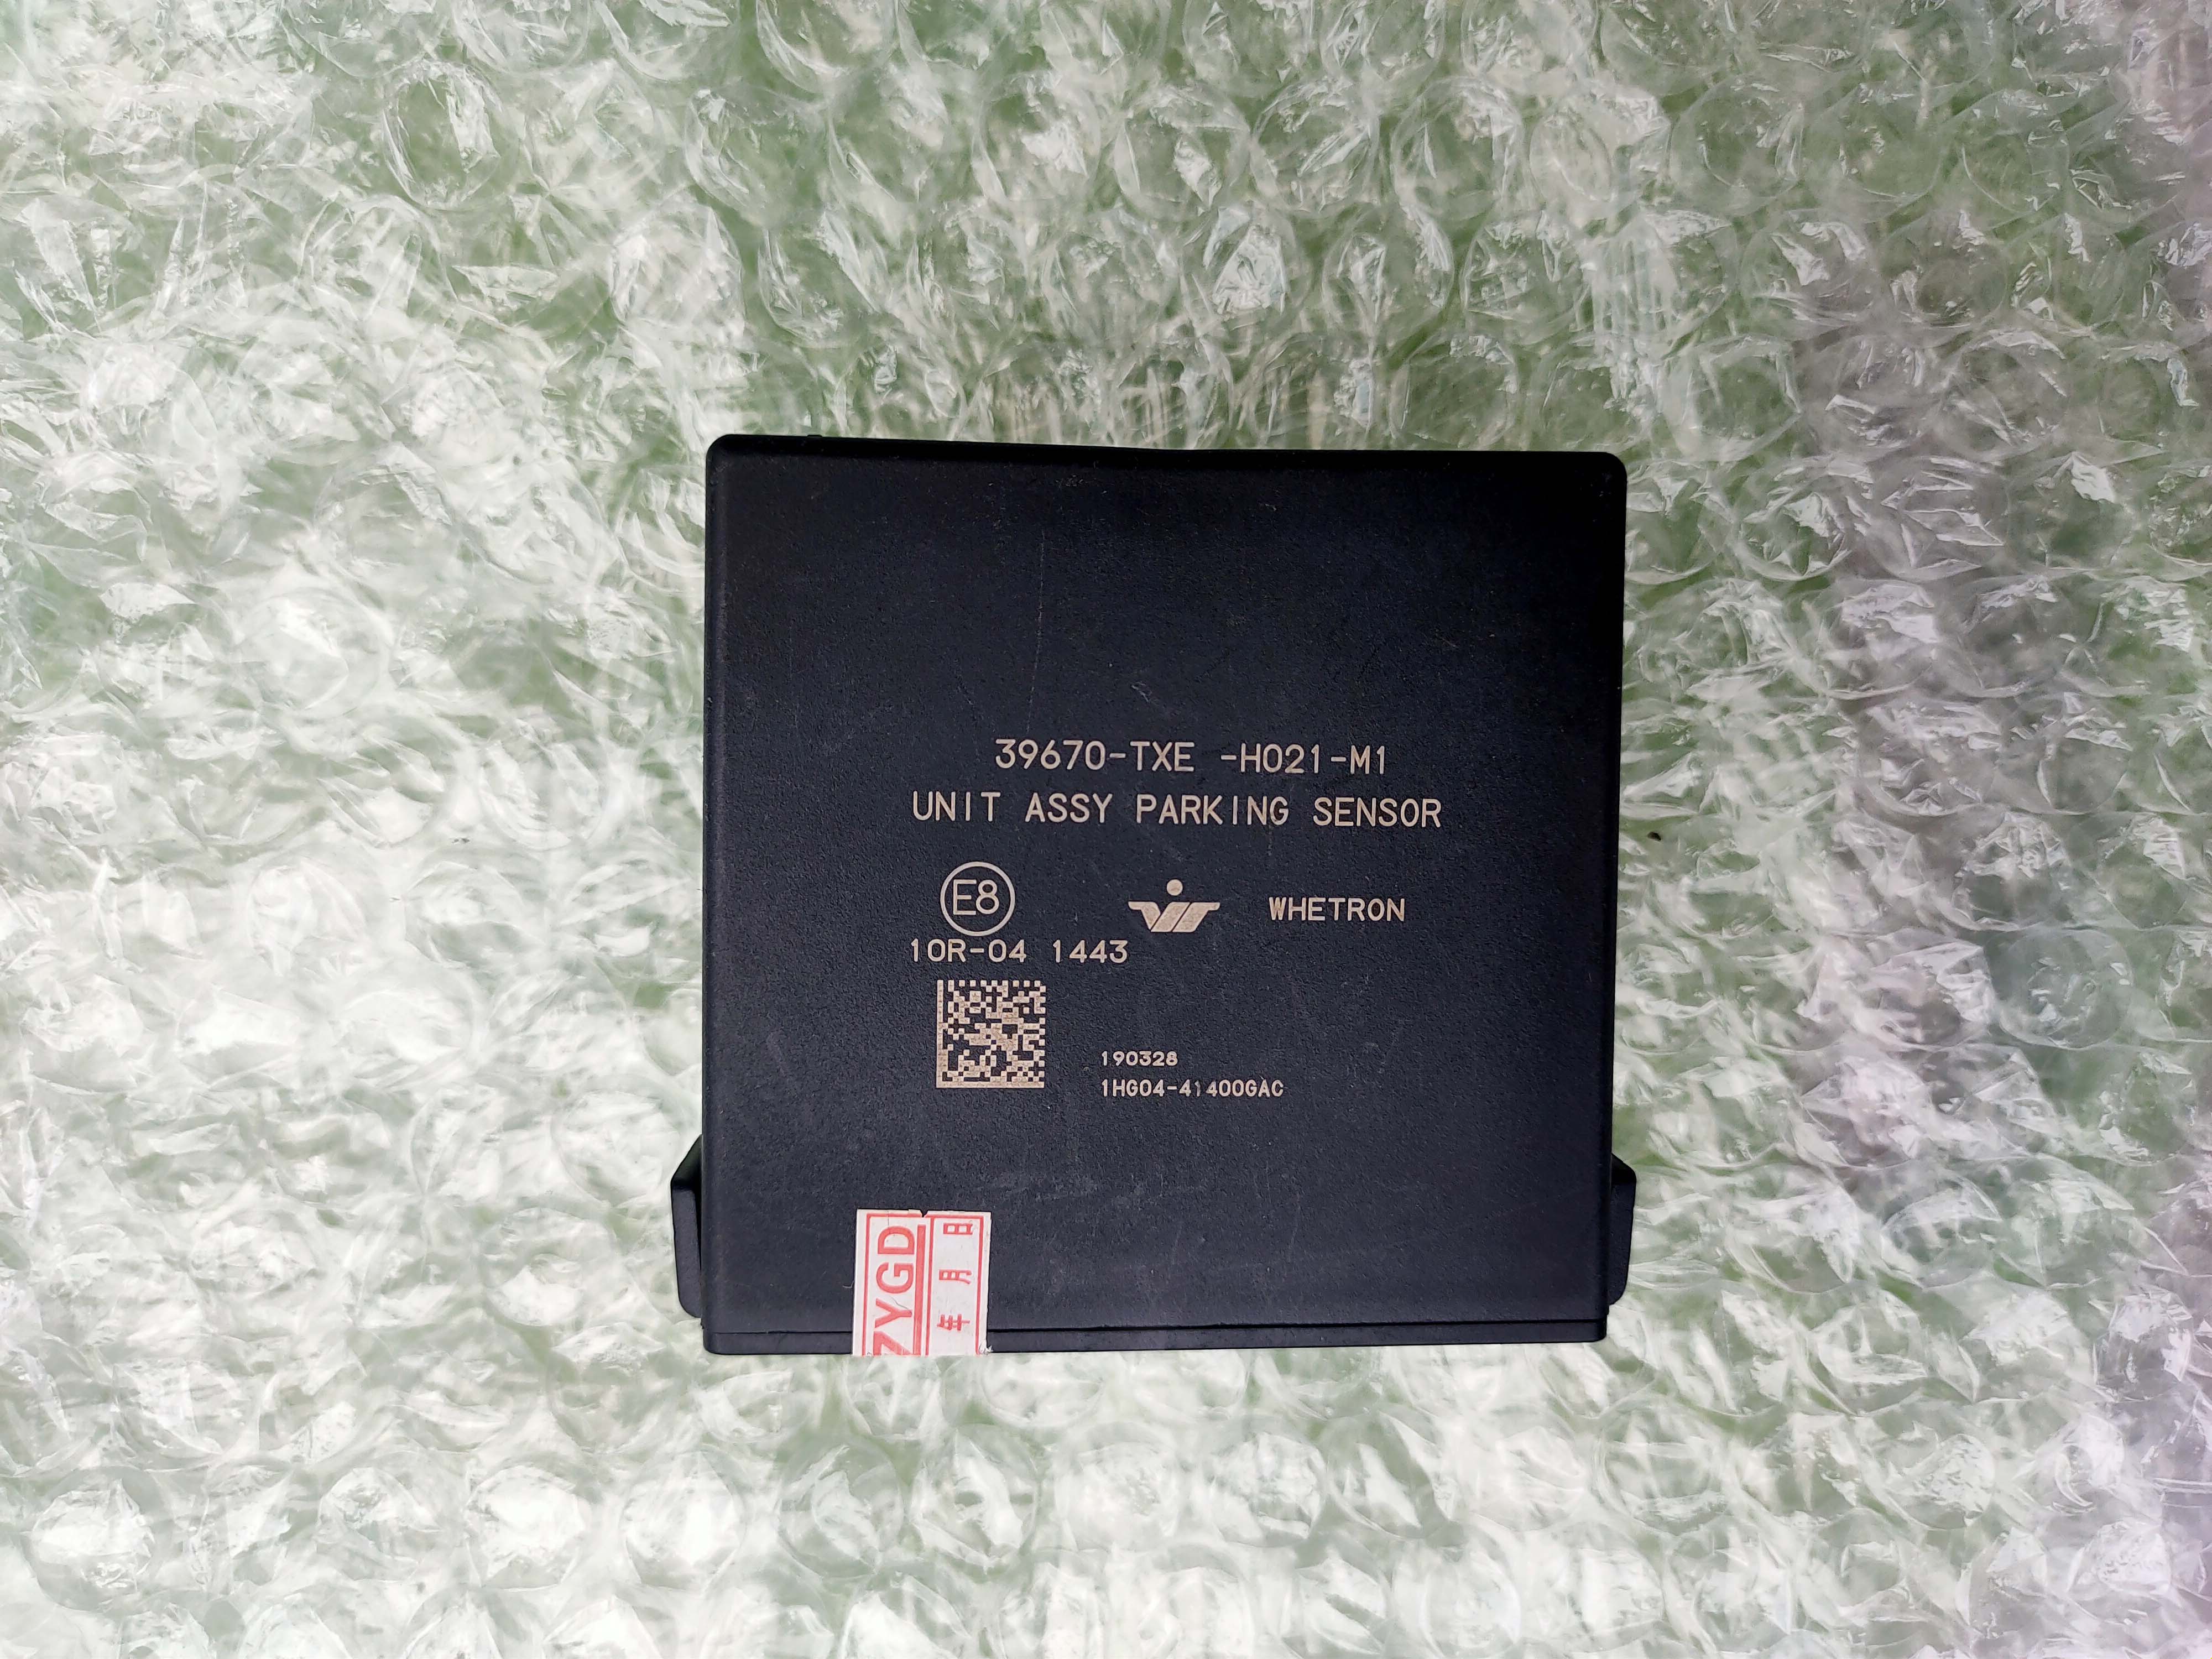 39670-TXE -H021-M1
UNIT ASSY PARKING SENSOR
E8
WHETRON
10R-04 1443
190328
1HG04-41400GAC
ZYGD
年 月 日